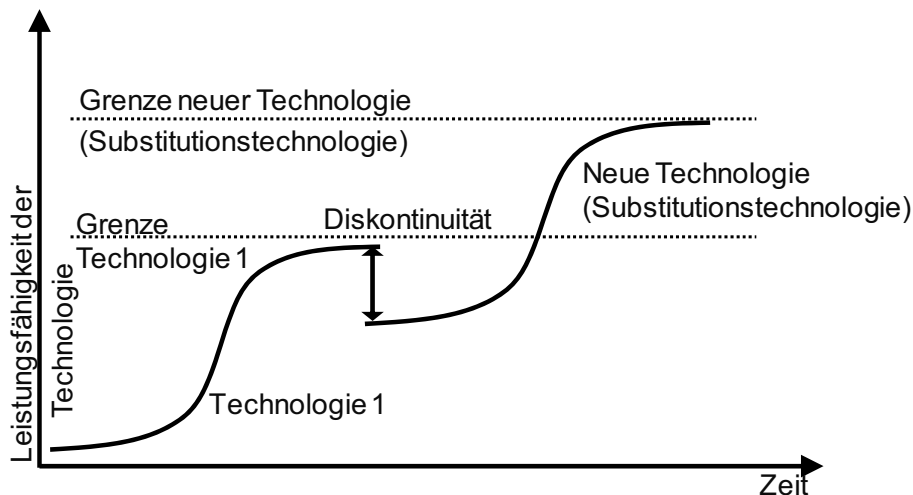 Grenze neuer Technologie
(Substitutionstechnologie)
Neue Technologie
(Substitutionstechnologie)
Grenze
Technologie 1
Diskontinuität
Technologie 1
Leistungsfähigkeit der
Technologie
Zeit